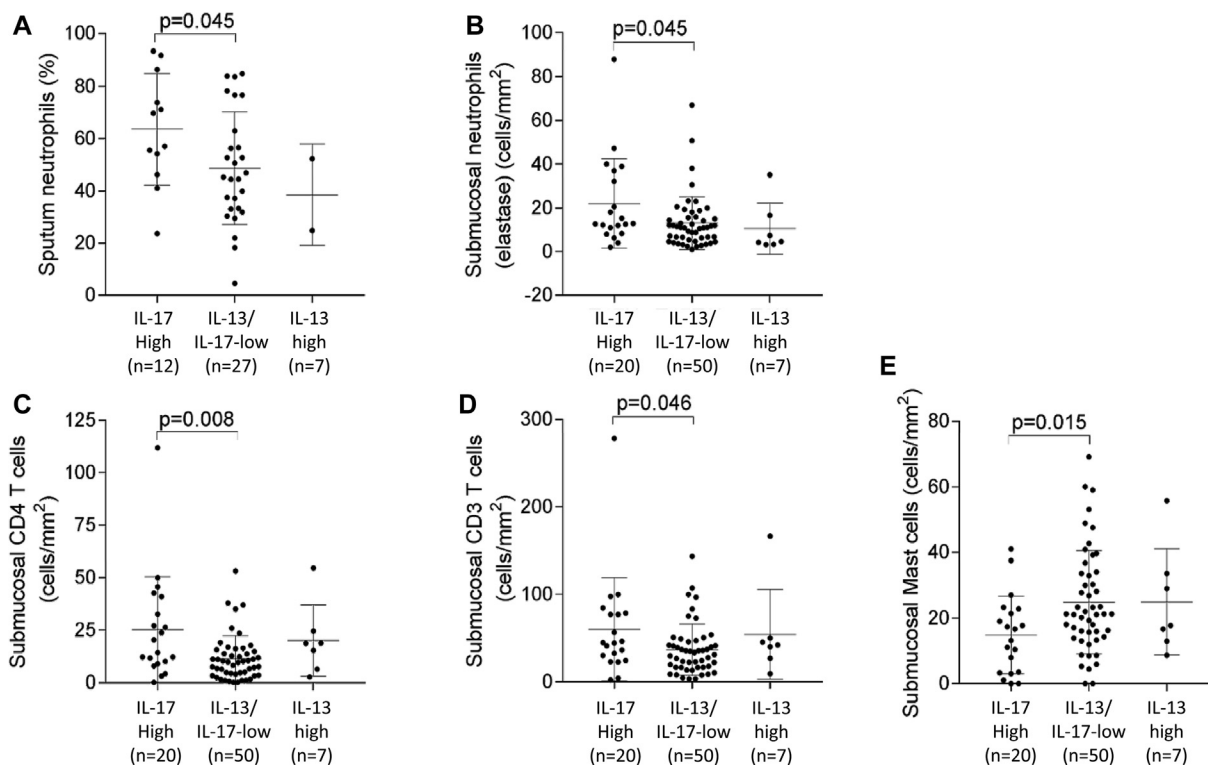 A
Sputum neutrophils (%)
p=0.045
100
80
60
40
20
0
IL-17
High
(n=12)
IL-13/
IL-17-low
(n=27)
IL-13
high
(n=7)
B
Submucosal neutrophils
(elastase) (cells/mm²)
p=0.045
100
80
60
40
20
0
-20
IL-17
High
(n=20)
IL-13/
IL-17-low
(n=50)
IL-13
high
(n=7)
C
Submucosal CD4 T cells
(cells/mm²)
p=0.008
125
100
75
50
25
0
IL-17
High
(n=20)
IL-13/
IL-17-low
(n=50)
IL-13
high
(n=7)
D
Submucosal CD3 T cells
(cells/mm²)
p=0.046
300
200
100
0
IL-17
High
(n=20)
IL-13/
IL-17-low
(n=50)
IL-13
high
(n=7)
E
Submucosal Mast cells (cells/mm²)
p=0.015
80
60
40
20
0
IL-17
High
(n=20)
IL-13/
IL-17-low
(n=50)
IL-13
high
(n=7)